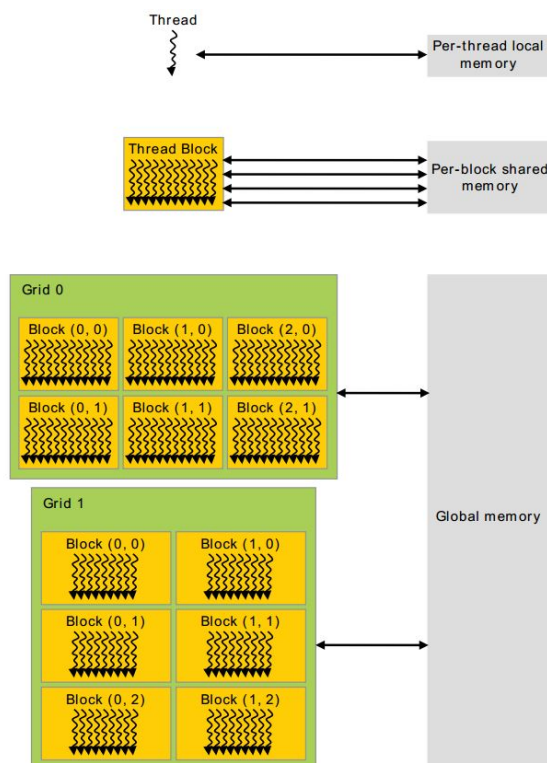 Thread
Per-thread local
memory
Thread Block
Per-block shared
memory
Grid 0
Block (0, 0)
Block (1, 0)
Block (2, 0)
Block (0, 1)
Block (1, 1)
Block (2, 1)
Grid 1
Block (0, 0)
Block (1, 0)
Block (0, 1)
Block (1, 1)
Block (0, 2)
Block (1, 2)
Global memory